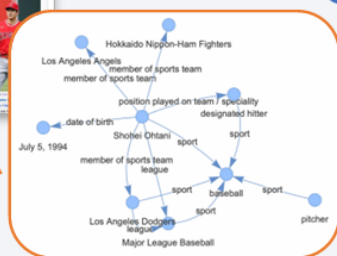 Hokkaido Nippon-Ham Fighters
Los Angeles Angels
member of sports team
member of sports team
position played on team / speciality
designated hitter
date of birth
Shohei Ohtani
sport
sport
July 5, 1994
member of sports team
league
sport
baseball
sport
sport
Los Angeles Dodgers
league
pitcher
Major League Baseball